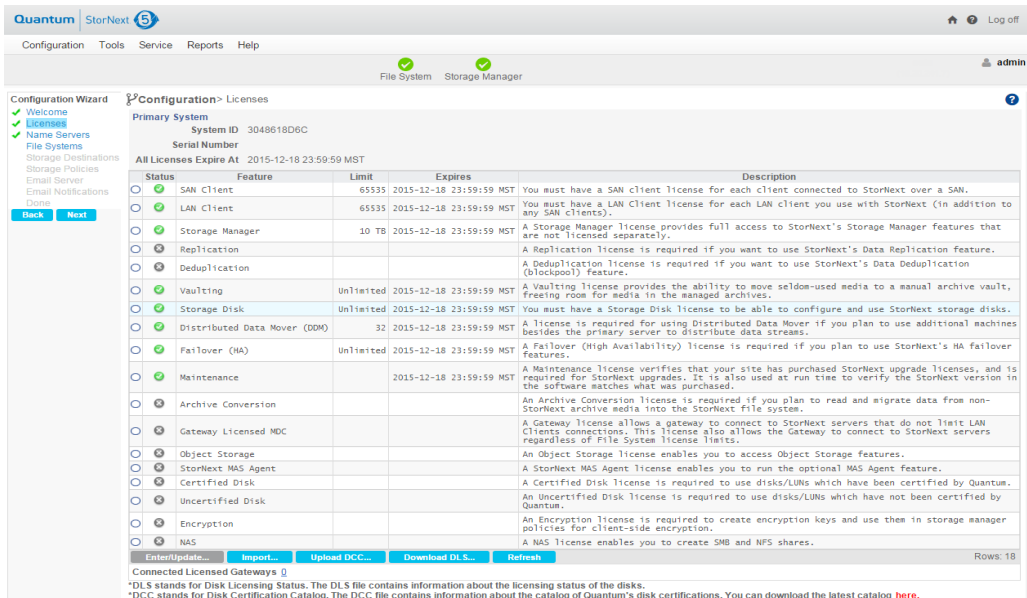 Quantum StorNext 5 Log off
Configuration Tools Service Reports Help
admin
File System Storage Manager
Configuration Wizard
Welcome
Licenses
Name Servers
File Systems
Storage Destinations
Storage Policies
Email Server
Email Notifications
Done
Back Next
Configuration> Licenses
Primary System
System ID 3048618D6C
Serial Number
All Licenses Expire At 2015-12-18 23:59:59 MST
Status Feature Limit Expires Description
SAN Client 65535 2015-12-18 23:59:59 MST You must have a SAN client license for each client connected to StorNext over a SAN.
LAN Client 65535 2015-12-18 23:59:59 MST You must have a LAN Client license for each LAN client you use with StorNext (in addition to
any SAN clients).
Storage Manager 10 TB 2015-12-18 23:59:59 MST A Storage Manager license provides full access to StorNext's Storage Manager features that
are not licensed separately.
Replication A Replication license is required if you want to use StorNext's Data Replication feature.
Deduplication A Deduplication license is required if you want to use StorNext's Data Deduplication
(blockpool) feature.
Vaulting Unlimited 2015-12-18 23:59:59 MST A Vaulting license provides the ability to move seldom-used media to a manual archive vault,
freeing room for media in the managed archives.
Storage Disk Unlimited 2015-12-18 23:59:59 MST You must have a Storage Disk license to be able to configure and use StorNext storage disks.
Distributed Data Mover (DDM) 32 2015-12-18 23:59:59 MST A license is required for using Distributed Data Mover if you plan to use additional machines
besides the primary server to distribute data streams.
Failover (HA) Unlimited 2015-12-18 23:59:59 MST A Failover (High Availability) license is required if you plan to use StorNext's HA failover
features.
Maintenance 2015-12-18 23:59:59 MST A Maintenance license verifies that your site has purchased StorNext upgrade licenses, and is
required for StorNext upgrades. It is also used at run time to verify the StorNext version in
the software matches what was purchased.
Archive Conversion An Archive Conversion license is required if you plan to read and migrate data from non-
StorNext archive media into the StorNext file system.
Gateway Licensed MDC A Gateway license allows a gateway to connect to StorNext servers that do not limit LAN
Clients connections. This license also allows the Gateway to connect to StorNext servers
regardless of File System license limits.
Object Storage An Object Storage license enables you to access Object Storage features.
StorNext MAS Agent A StorNext MAS Agent license enables you to run the optional MAS Agent feature.
Certified Disk A Certified Disk license is required to use disks/LUNs which have been certified by Quantum.
Uncertified Disk An Uncertified Disk license is required to use disks/LUNs which have not been certified by
Quantum.
Encryption An Encryption license is required to create encryption keys and use them in storage manager
policies for client-side encryption.
NAS A NAS license enables you to create SMB and NFS shares.
Enter/Update... Import... Upload DCC... Download DLS... Refresh Rows: 18
Connected Licensed Gateways 0
*DLS stands for Disk Licensing Status. The DLS file contains information about the licensing status of the disks.
*DCC stands for Disk Certification Catalog. The DCC file contains information about the catalog of Quantum's disk certifications. You can download the latest catalog here.